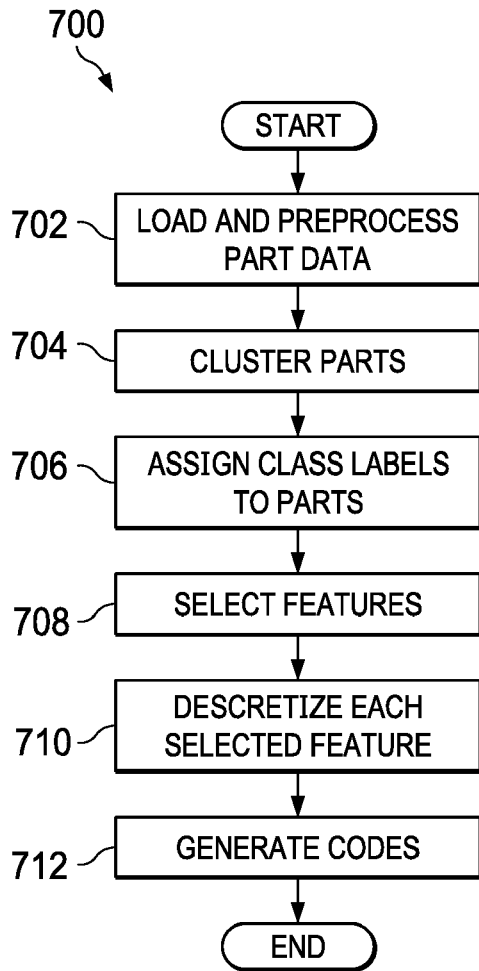 700
START
702
LOAD AND PREPROCESS
PART DATA
704
CLUSTER PARTS
706
ASSIGN CLASS LABELS
TO PARTS
708
SELECT FEATURES
710
DESCRETIZE EACH
SELECTED FEATURE
712
GENERATE CODES
END